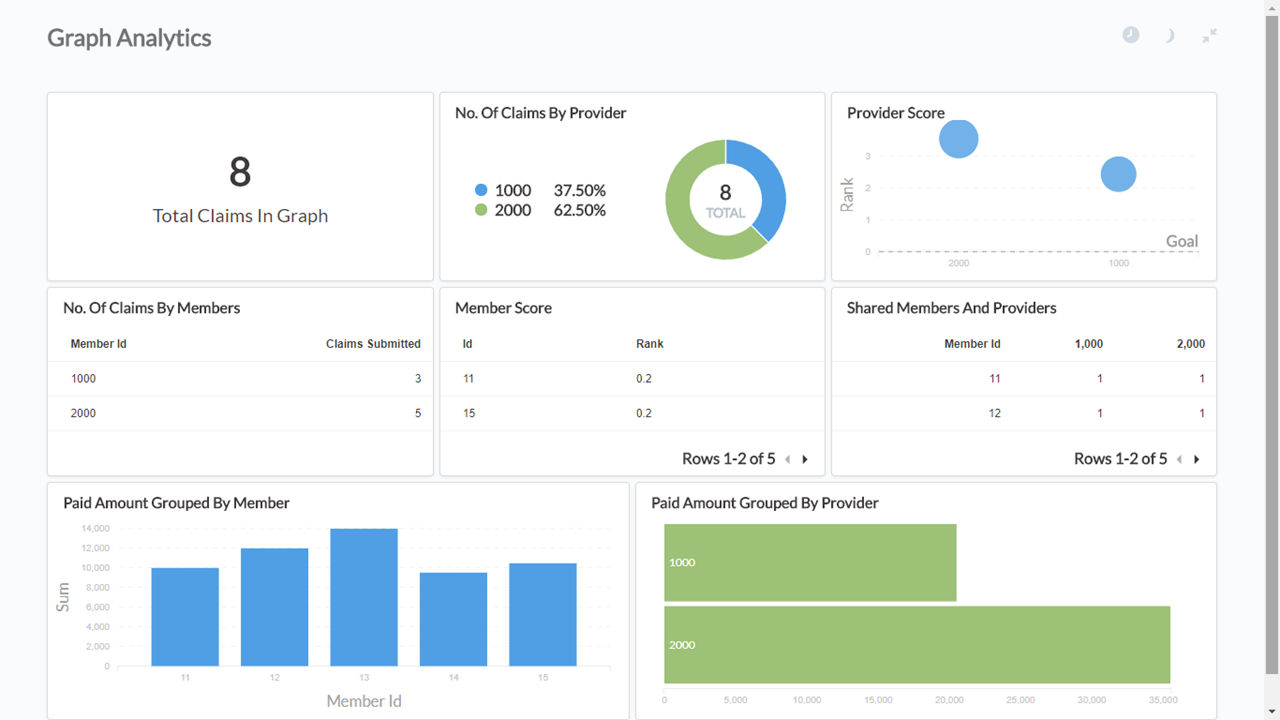 Graph Analytics
8
Total Claims In Graph
No. Of Claims By Provider
1000 37.50%
2000 62.50%
8
TOTAL
Provider Score
Rank
3
2
1
0
Goal
2000 1000
No. Of Claims By Members
Member Id Claims Submitted
1000 3
2000 5
Member Score
Id Rank
11 0.2
15 0.2
Rows 1-2 of 5
Shared Members And Providers
Member Id 1,000 2,000
11 1 1
12 1 1
Rows 1-2 of 5
Paid Amount Grouped By Member
Sum
14,000
12,000
10,000
8,000
6,000
4,000
2,000
0
11 12 13 14 15
Member Id
Paid Amount Grouped By Provider
1000
2000
0 5,000 10,000 15,000 20,000 25,000 30,000 35,000